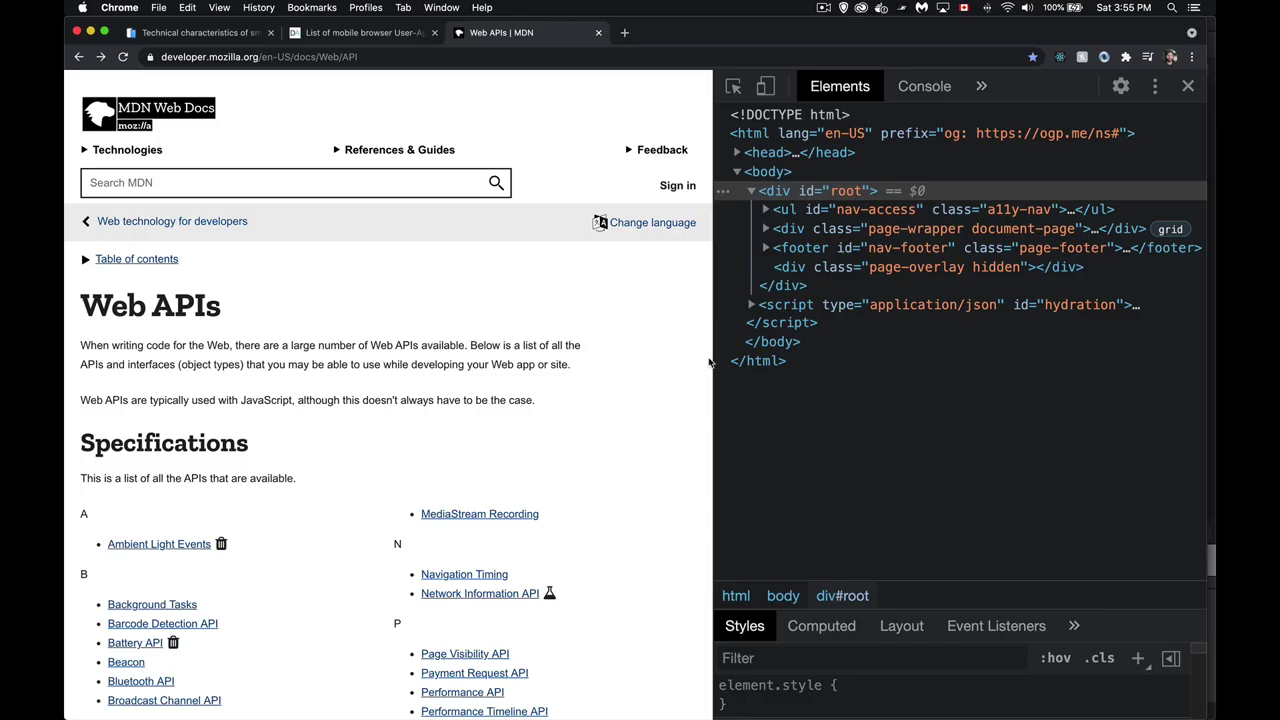 Chrome File Edit View History Bookmarks Profiles Tab Window Help 100% Sat 3:55 PM
Technical characteristics of sm
List of mobile browser User-Ag
Web APIs | MDN
developer.mozilla.org/en-US/docs/Web/API
MDN Web Docs
moz://a
Technologies
References & Guides
Feedback
Search MDN
Sign in
Web technology for developers
Change language
Table of contents
Web APIs
When writing code for the Web, there are a large number of Web APIs available. Below is a list of all the
APIs and interfaces (object types) that you may be able to use while developing your Web app or site.
Web APIs are typically used with JavaScript, although this doesn't always have to be the case.
Specifications
This is a list of all the APIs that are available.
A
Ambient Light Events
B
Background Tasks
Barcode Detection API
Battery API
Beacon
Bluetooth API
Broadcast Channel API
MediaStream Recording
N
Navigation Timing
Network Information API
P
Page Visibility API
Payment Request API
Performance API
Performance Timeline API
Elements
Console
<!DOCTYPE html>
<html lang="en-US" prefix="og: https://ogp.me/ns#">
<head>…</head>
<body>
<div id="root"> == $0
<ul id="nav-access" class="a11y-nav">…</ul>
<div class="page-wrapper document-page">…</div> grid
<footer id="nav-footer" class="page-footer">…</footer>
<div class="page-overlay hidden"></div>
</div>
<script type="application/json" id="hydration">…
</script>
</body>
</html>
html body div#root
Styles Computed Layout Event Listeners
Filter :hov .cls
element.style {
}